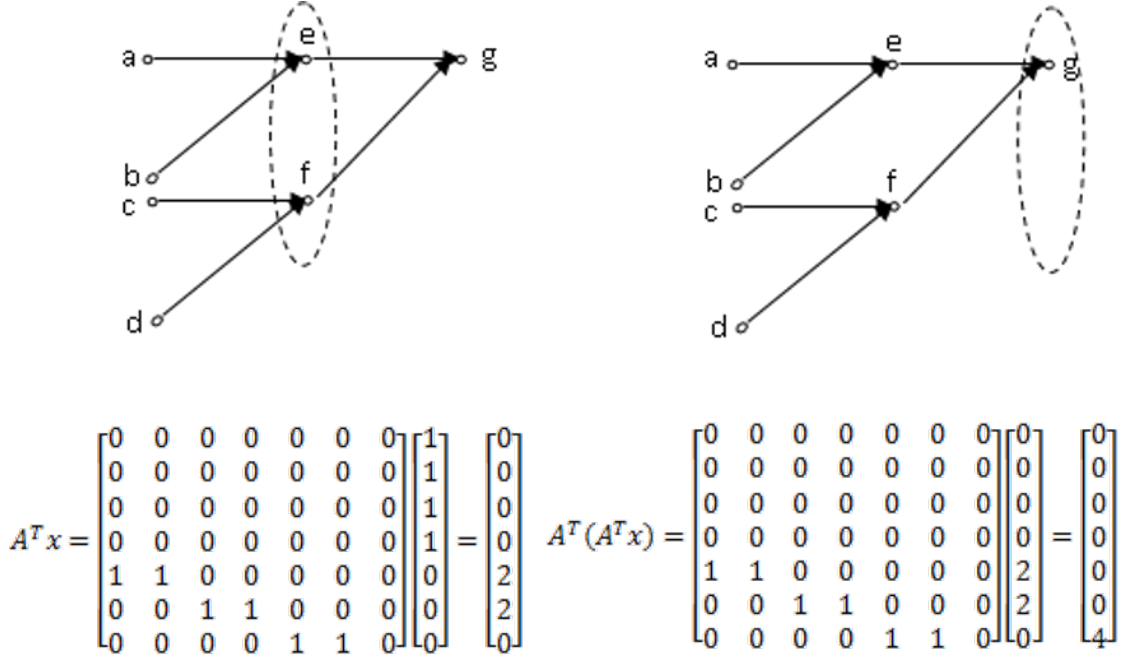 e
a g
b f
c
d
e
a g
b f
c
d
A^T x = [0 0 0 0 0 0 0] [1] = [0]
[0 0 0 0 0 0 0] [1] [0]
[0 0 0 0 0 0 0] [1] [0]
[0 0 0 0 0 0 0] [1] [0]
[1 1 0 0 0 0 0] [0] [2]
[0 0 1 1 0 0 0] [0] [2]
[0 0 0 0 1 1 0] [0] [0]
A^T (A^T x) = [0 0 0 0 0 0 0] [0] = [0]
[0 0 0 0 0 0 0] [0] [0]
[0 0 0 0 0 0 0] [0] [0]
[0 0 0 0 0 0 0] [0] [0]
[1 1 0 0 0 0 0] [2] [0]
[0 0 1 1 0 0 0] [2] [0]
[0 0 0 0 1 1 0] [0] [4]